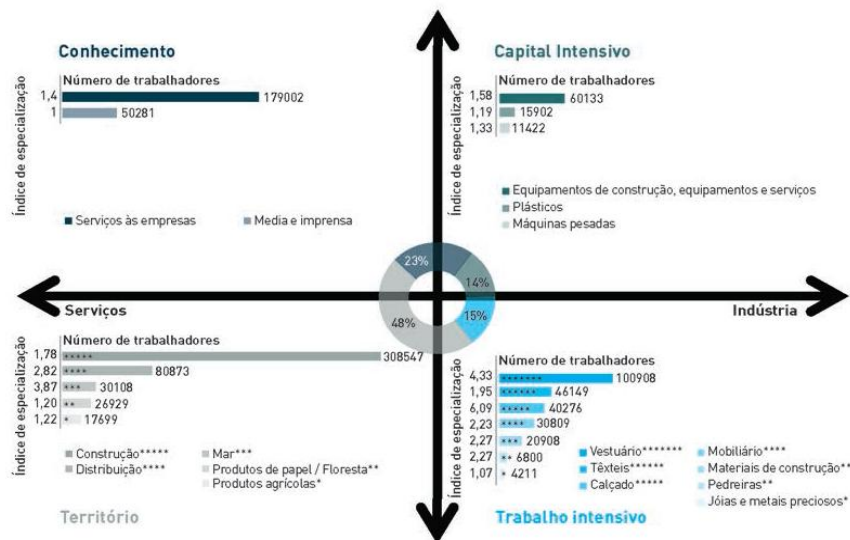 Conhecimento
Número de trabalhadores
Índice de especialização
1,4 179002
1 50281
Serviços às empresas
Media e imprensa
Capital Intensivo
Número de trabalhadores
Índice de especialização
1,58 60133
1,19 15902
1,33 11422
Equipamentos de construção, equipamentos e serviços
Plásticos
Máquinas pesadas
23%
14%
15%
48%
Serviços
Indústria
Número de trabalhadores
Índice de especialização
1,78 ***** 308547
2,82 **** 80873
3,87 *** 30108
1,20 ** 26929
1,22 * 17699
Construção*****
Distribuição****
Mar***
Produtos de papel / Floresta**
Produtos agrícolas*
Território
Número de trabalhadores
Índice de especialização
4,33 ******* 100908
1,95 ****** 46149
6,09 ***** 40276
2,23 **** 30809
2,27 *** 20908
2,27 ** 6800
1,07 * 4211
Vestuário*******
Têxteis******
Calçado*****
Mobiliário****
Materiais de construção**
Pedreiras**
Jóias e metais preciosos*
Trabalho intensivo